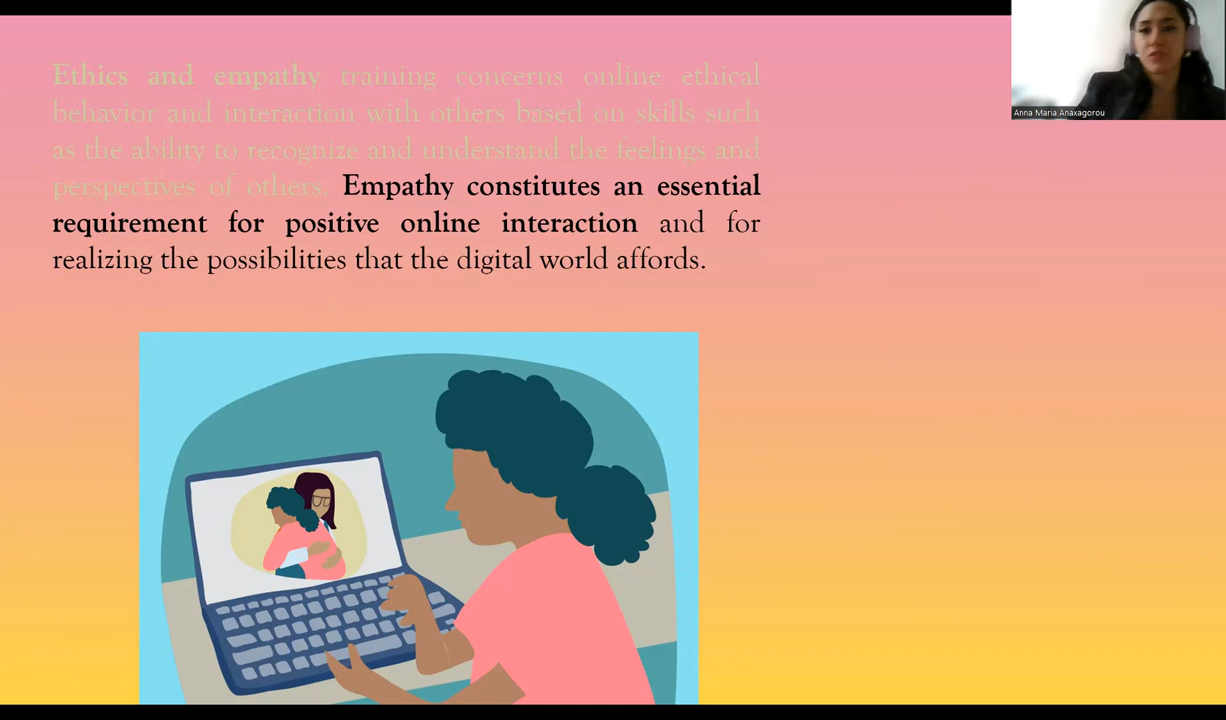 Ethics and empathy training concerns online ethical
behavior and interaction with others based on skills such
as the ability to recognize and understand the feelings and
perspectives of others. Empathy constitutes an essential
requirement for positive online interaction and for
realizing the possibilities that the digital world affords.
Anna Maria Anaxagorou